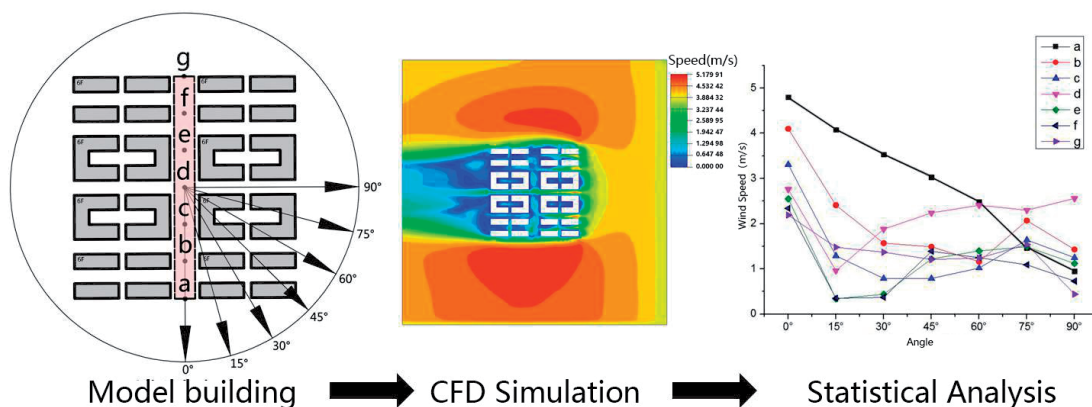 g
f
e
d
c
b
a
6F
6F
6F
6F
6F
6F
90°
75°
60°
45°
30°
15°
0°
Speed(m/s)
5.179 91
4.532 42
3.884 32
3.237 44
2.589 95
1.942 47
1.294 98
0.647 48
0.000 00
a
b
c
d
e
f
g
Wind Speed (m/s)
5
4
3
2
1
0
0° 15° 30° 45° 60° 75° 90°
Angle
Model building
CFD Simulation
Statistical Analysis